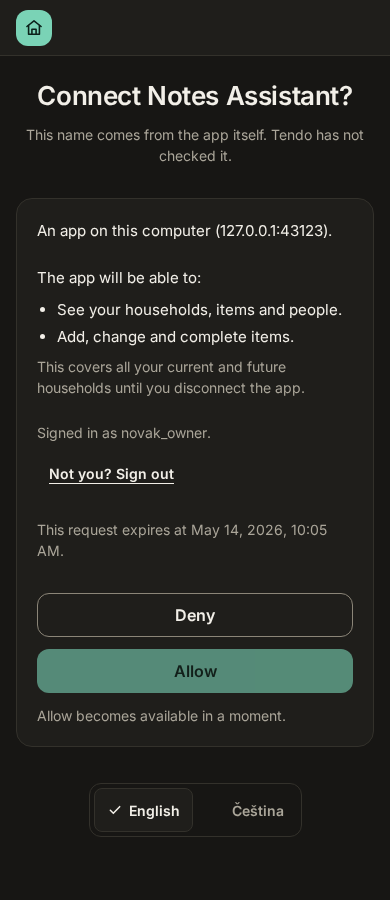 Connect Notes Assistant?
This name comes from the app itself. Tendo has not
checked it.
An app on this computer (127.0.0.1:43123).
The app will be able to:
• See your households, items and people.
• Add, change and complete items.
This covers all your current and future
households until you disconnect the app.
Signed in as novak_owner.
Not you? Sign out
This request expires at May 14, 2026, 10:05
AM.
Deny
Allow
Allow becomes available in a moment.
English
Čeština